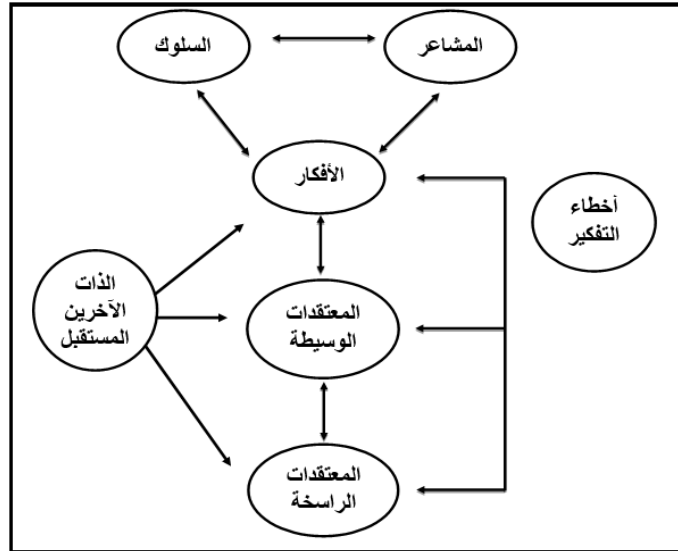 المشاعر
السلوك
الأفكار
أخطاء
التفكير
الذات
الآخرين
المستقبل
المعتقدات
الوسيطة
المعتقدات
الراسخة